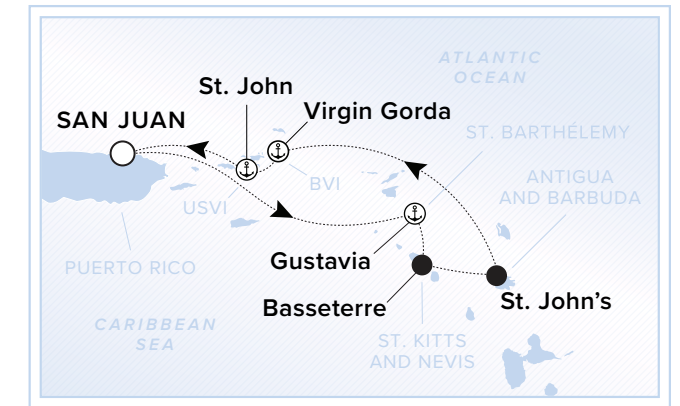 ATLANTIC
OCEAN
St. John
Virgin Gorda
SAN JUAN
ST. BARTHÉLEMY
BVI
ANTIGUA
AND BARBUDA
USVI
PUERTO RICO
Gustavia
Basseterre
St. John’s
CARIBBEAN
SEA
ST. KITTS
AND NEVIS